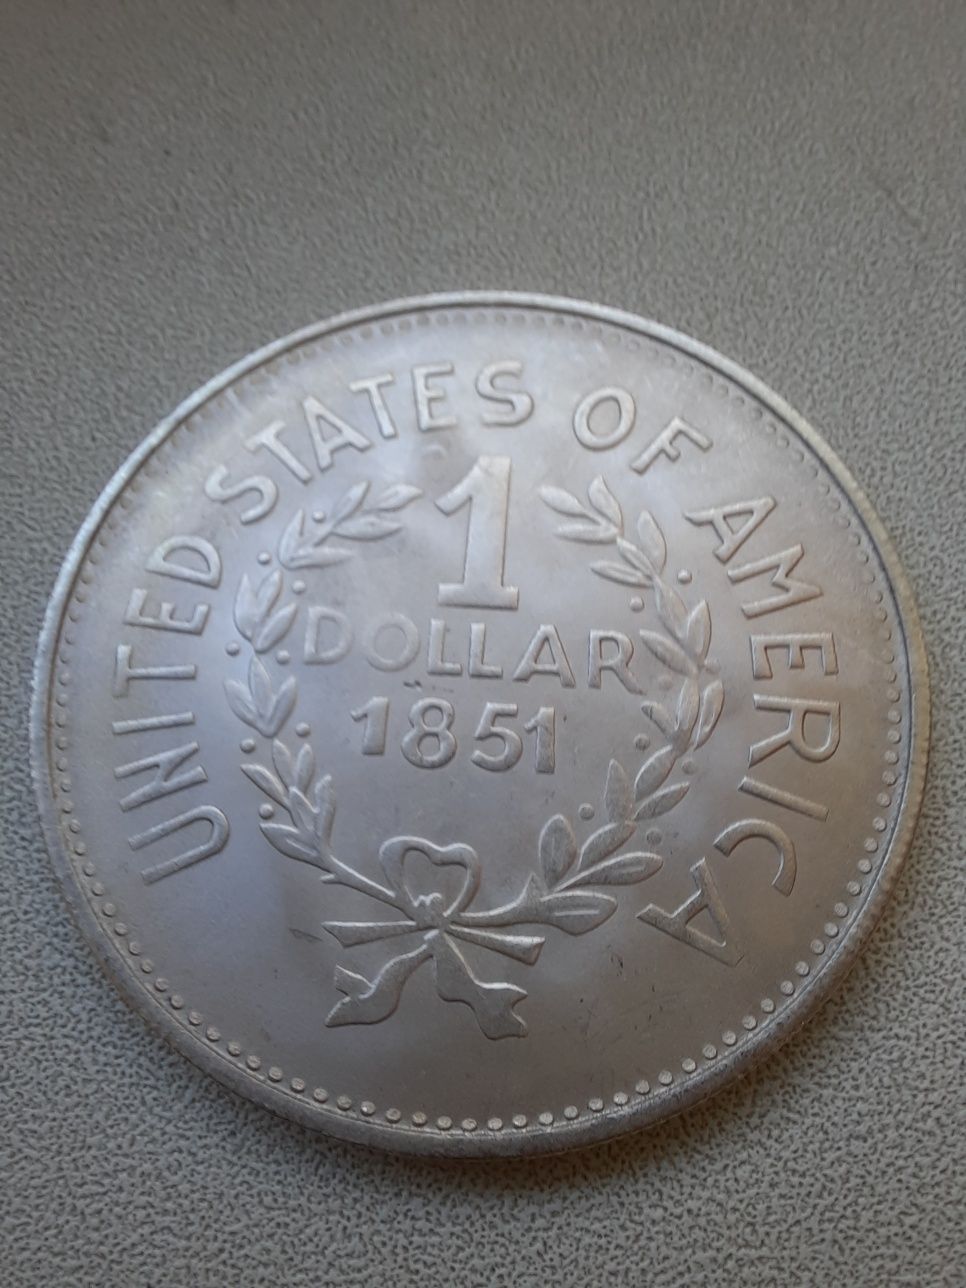 UNITED STATES OF AMERICA
1
DOLLAR
1851